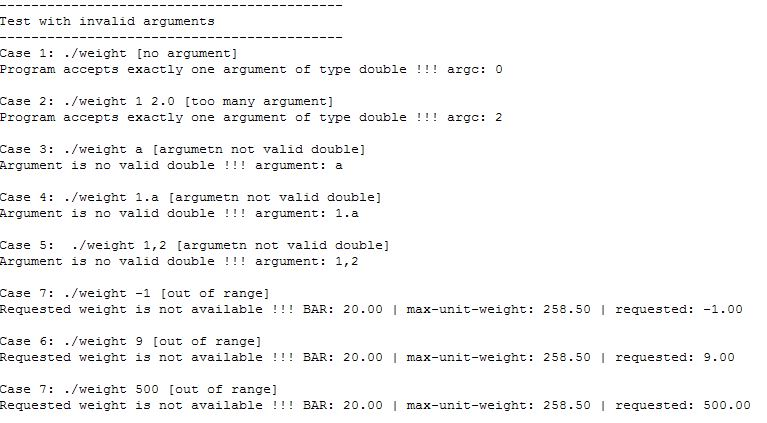 -------------------------------------------
Test with invalid arguments
-------------------------------------------
Case 1: ./weight [no argument]
Program accepts exactly one argument of type double !!! argc: 0
Case 2: ./weight 1 2.0 [too many argument]
Program accepts exactly one argument of type double !!! argc: 2
Case 3: ./weight a [argumetn not valid double]
Argument is no valid double !!! argument: a
Case 4: ./weight 1.a [argumetn not valid double]
Argument is no valid double !!! argument: 1.a
Case 5:  ./weight 1,2 [argumetn not valid double]
Argument is no valid double !!! argument: 1,2
Case 7: ./weight -1 [out of range]
Requested weight is not available !!! BAR: 20.00 | max-unit-weight: 258.50 | requested: -1.00
Case 6: ./weight 9 [out of range]
Requested weight is not available !!! BAR: 20.00 | max-unit-weight: 258.50 | requested: 9.00
Case 7: ./weight 500 [out of range]
Requested weight is not available !!! BAR: 20.00 | max-unit-weight: 258.50 | requested: 500.00